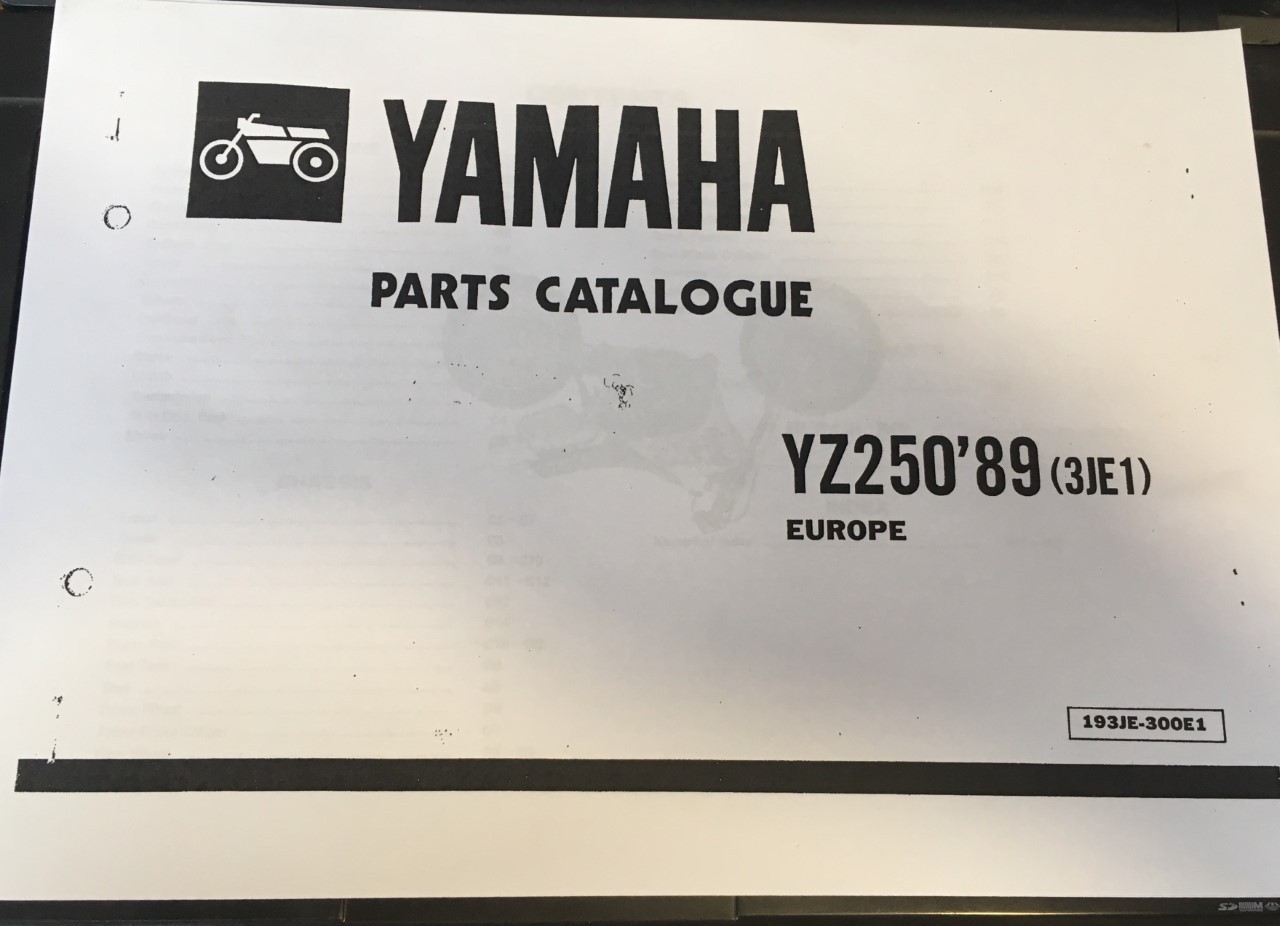 YAMAHA
PARTS CATALOGUE
YZ250'89 (3JE1)
EUROPE
193JE-300E1